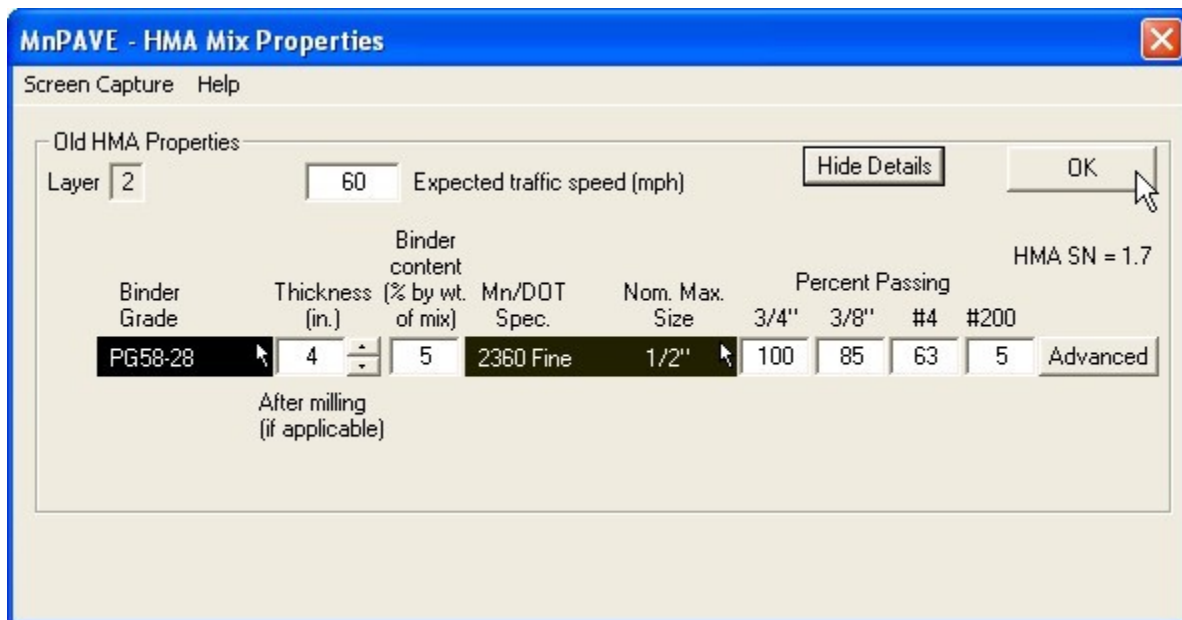 MnPAVE - HMA Mix Properties
Screen Capture Help
Old HMA Properties
Layer 2
60 Expected traffic speed (mph)
Hide Details
OK
HMA SN = 1.7
Binder
Grade
Thickness
(in.)
Binder
content
(% by wt.
of mix)
Mn/DOT
Spec.
Nom. Max.
Size
Percent Passing
3/4" 3/8" #4 #200
PG58-28 4 5 2360 Fine 1/2" 100 85 63 5 Advanced
After milling
(if applicable)